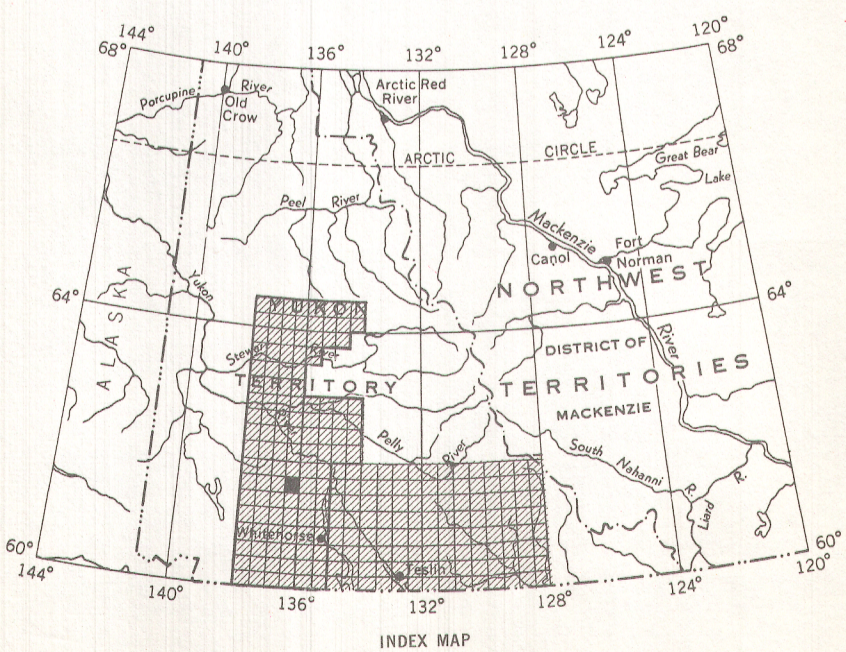 144°
140°
136°
132°
128°
124°
120°
68°
68°
Porcupine River
Old
Crow
Arctic Red
River
ARCTIC CIRCLE
Great Bear
Lake
Peel River
Mackenzie
Canol
Fort
Norman
NORTHWEST
Yukon
ALASKA
64°
64°
YUKON
River
Stewart River
DISTRICT OF
TERRITORY
TERRITORIES
MACKENZIE
Pelly River
South Nahanni R.
Liard R.
Whitehorse
Teslin
60°
60°
144°
140°
136°
132°
128°
124°
120°
INDEX MAP